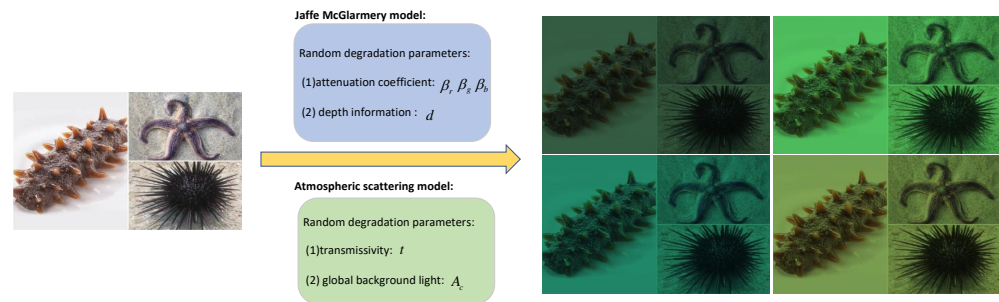 Jaffe McGlarmery model:
Random degradation parameters:
(1)attenuation coefficient: βr βg βb
(2) depth information : d
Atmospheric scattering model:
Random degradation parameters:
(1)transmissivity: t
(2) global background light: Ac